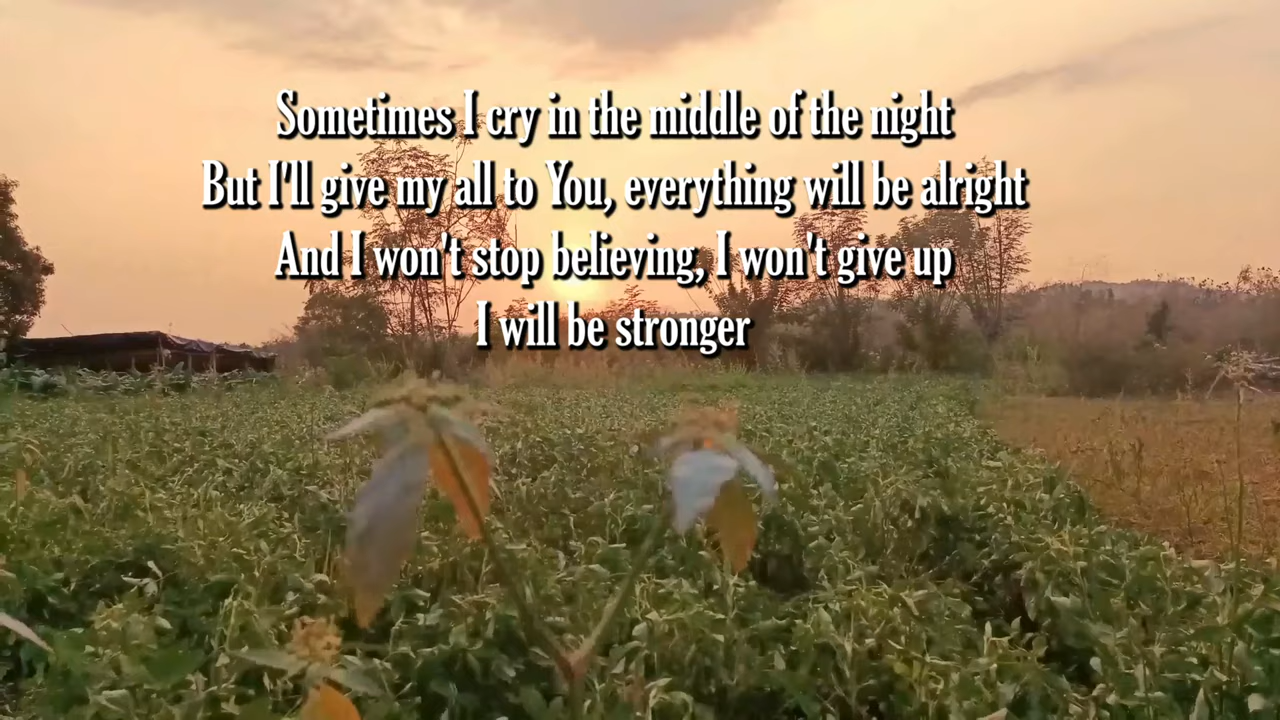 Sometimes I cry in the middle of the night
But I'll give my all to You, everything will be alright
And I won't stop believing, I won't give up
I will be stronger